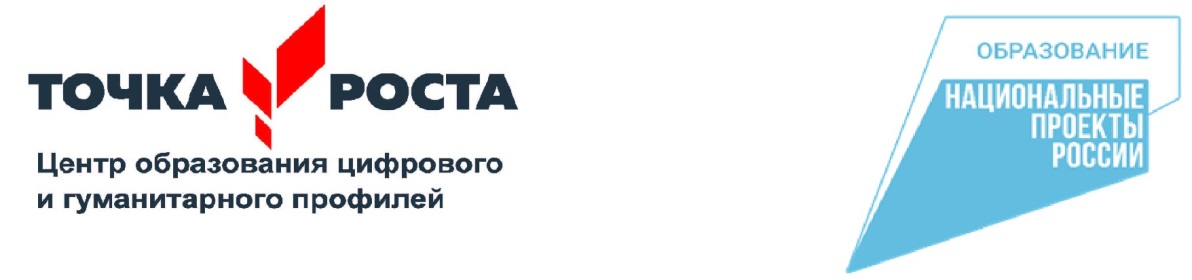 ТОЧКА РОСТА
Центр образования цифрового
и гуманитарного профилей
ОБРАЗОВАНИЕ
НАЦИОНАЛЬНЫЕ
ПРОЕКТЫ
РОССИИ